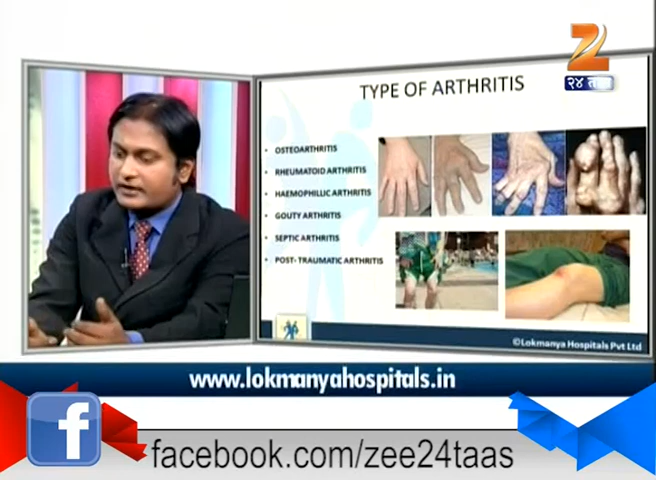 Z
२४ तास
TYPE OF ARTHRITIS
• OSTEOARTHRITIS
• RHEUMATOID ARTHRITIS
• HAEMOPHILLIC ARTHRITIS
• GOUTY ARTHRITIS
• SEPTIC ARTHRITIS
• POST- TRAUMATIC ARTHRITIS
©Lokmanya Hospitals Pvt Ltd
www.lokmanyahospitals.in
f
facebook.com/zee24taas